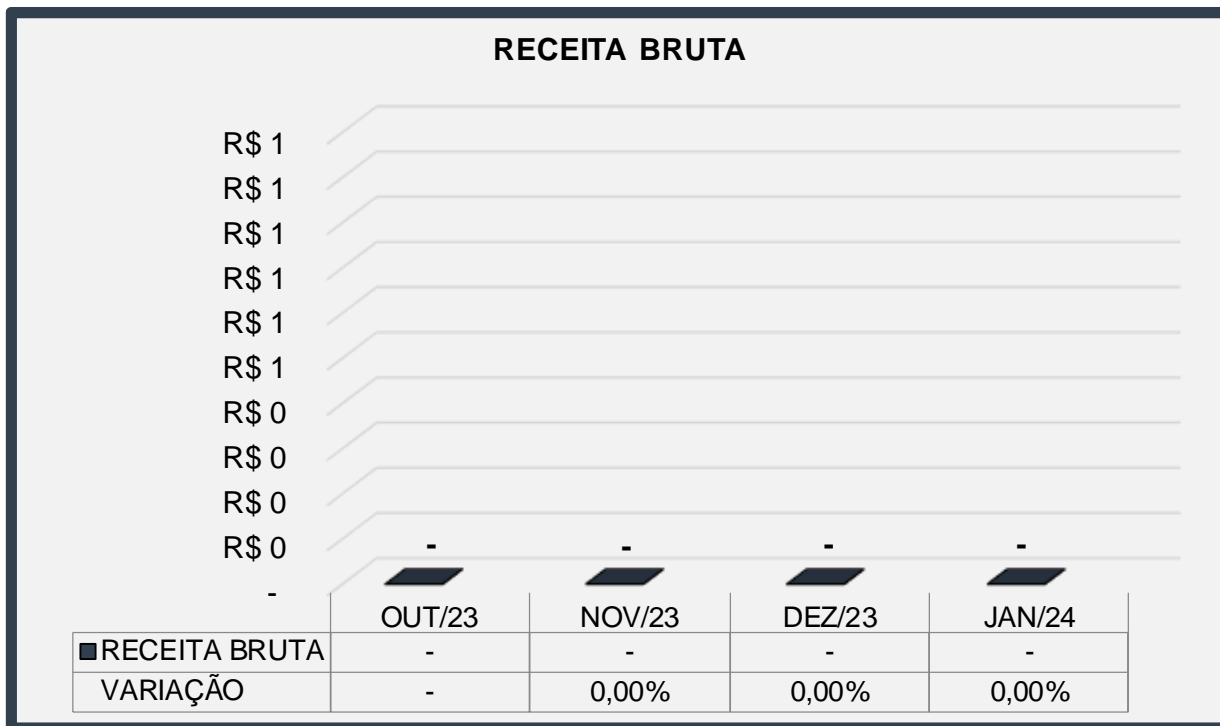 RECEITA BRUTA
R$ 1
R$ 1
R$ 1
R$ 1
R$ 1
R$ 1
R$ 0
R$ 0
R$ 0
R$ 0
-
- - - -
OUT/23 NOV/23 DEZ/23 JAN/24
RECEITA BRUTA - - - -
VARIAÇÃO - 0,00% 0,00% 0,00%